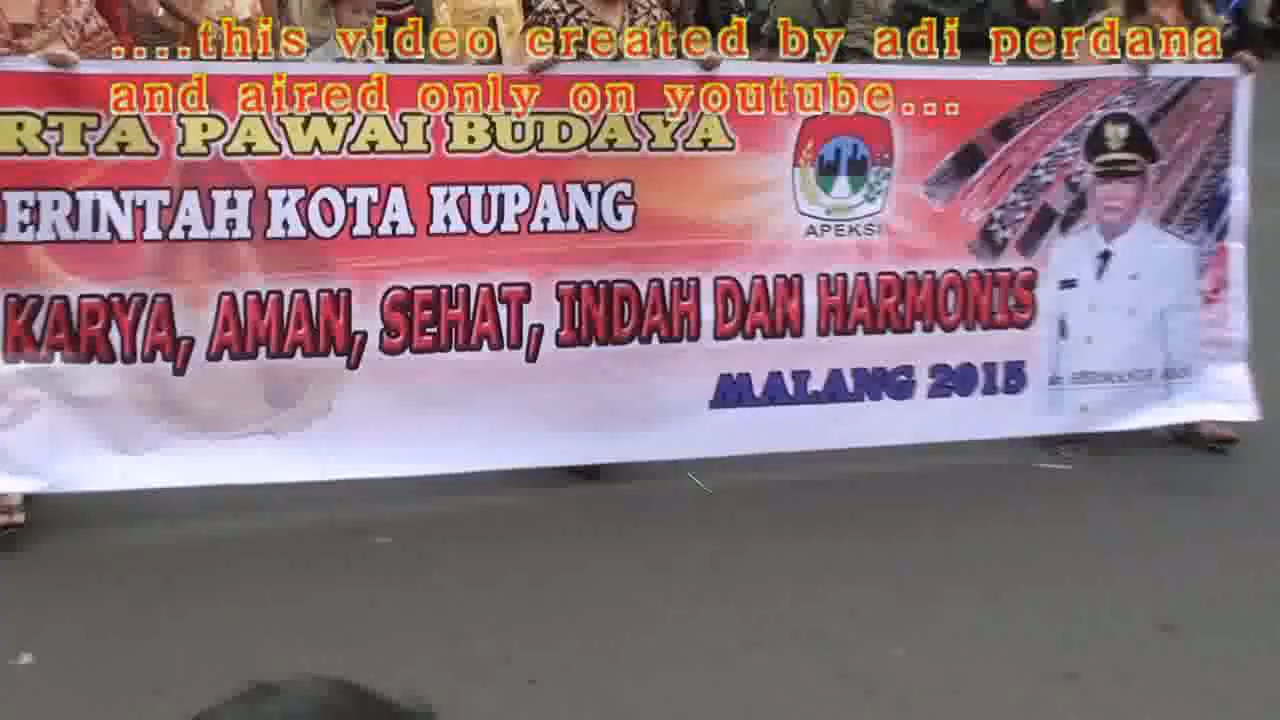 ....this video created by adi perdana
and aired only on youtube...
RTA PAWAI BUDAYA
ERINTAH KOTA KUPANG
APEKSI
KARYA, AMAN, SEHAT, INDAH DAN HARMONIS
MALANG 2015